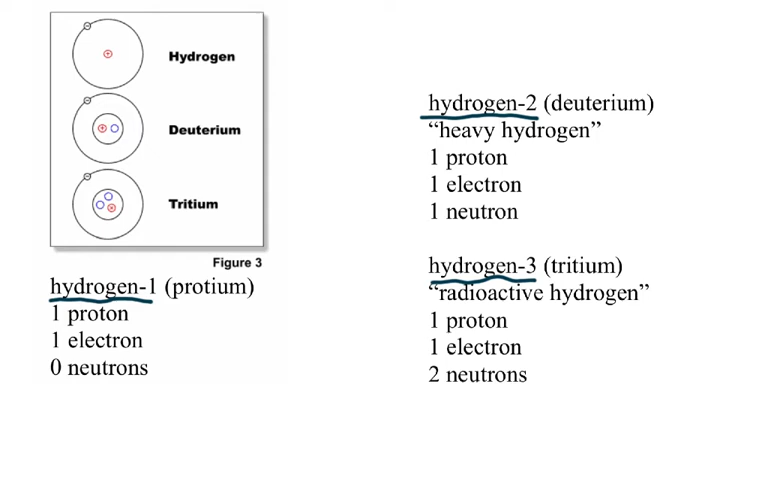 Hydrogen
Deuterium
Tritium
Figure 3
hydrogen-1 (protium)
1 proton
1 electron
0 neutrons
hydrogen-2 (deuterium)
“heavy hydrogen”
1 proton
1 electron
1 neutron
hydrogen-3 (tritium)
“radioactive hydrogen”
1 proton
1 electron
2 neutrons